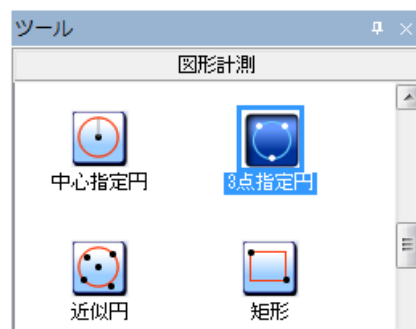 ツール
図形計測
中心指定円
3点指定円
近似円
矩形